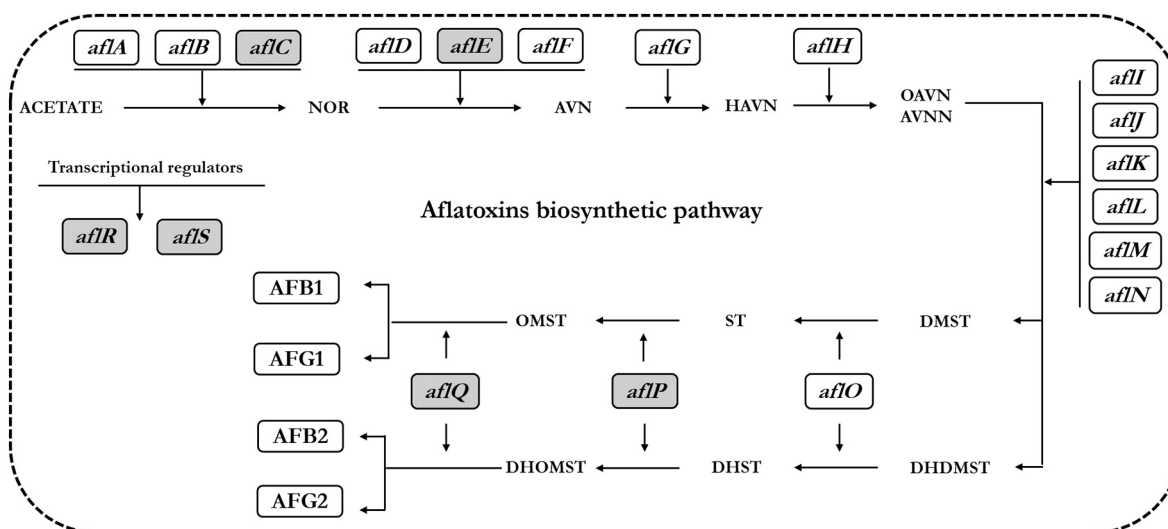 aflA aflB aflC aflD aflE aflF aflG aflH
aflI
ACETATE NOR AVN HAVN OAVN
AVNN
aflJ
aflK
Transcriptional regulators
aflL
Aflatoxins biosynthetic pathway
aflR aflS
aflM
AFB1
aflN
OMST ST DMST
AFG1
aflQ aflP aflO
AFB2
DHOMST DHST DHDMST
AFG2